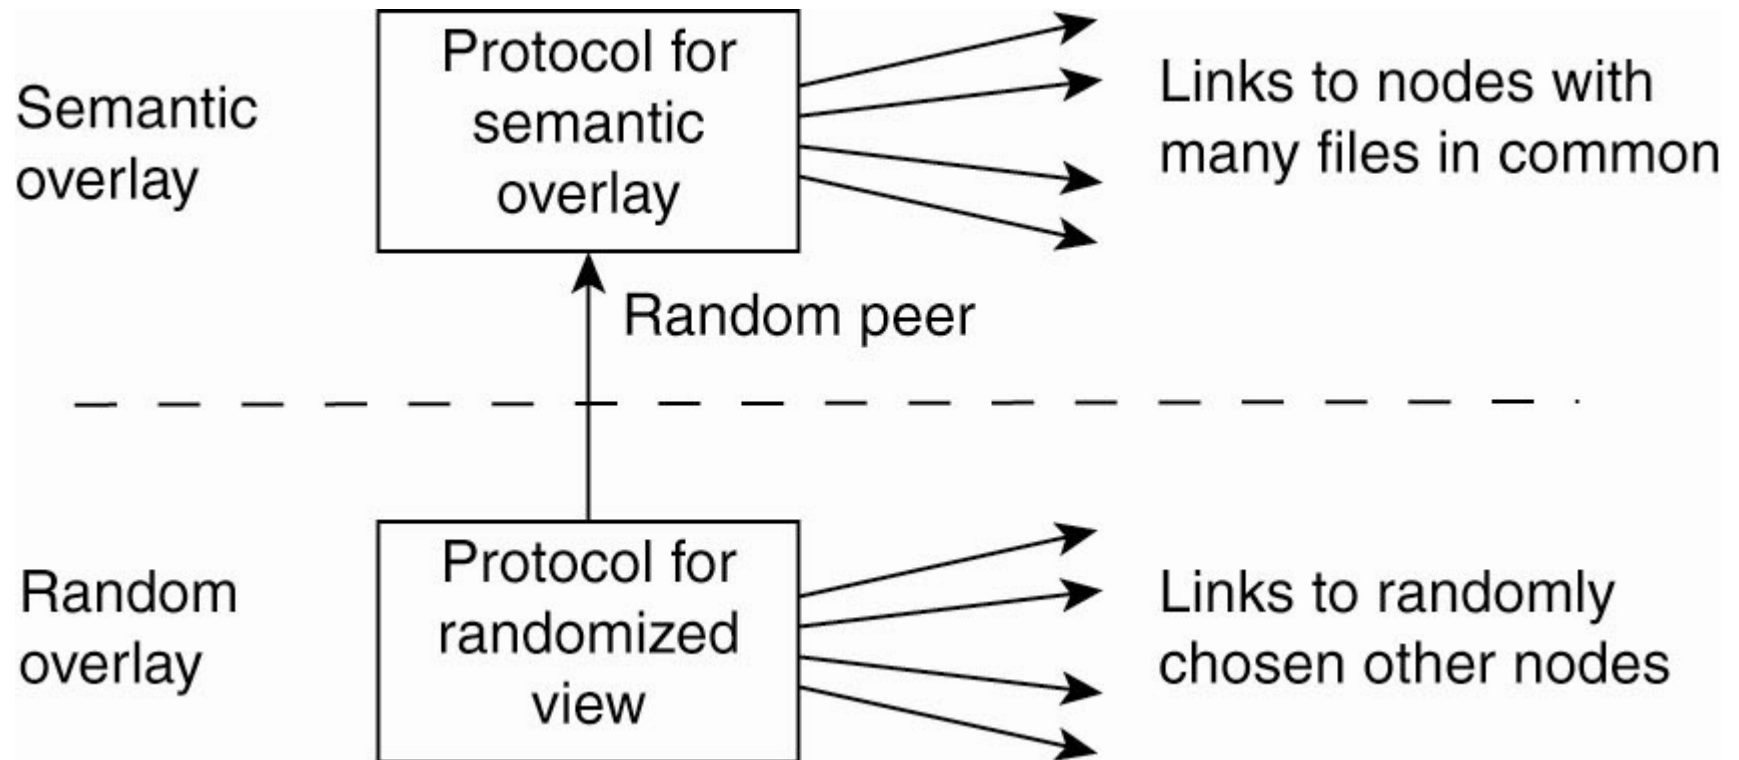 Semantic
overlay
Protocol for
semantic
overlay
Links to nodes with
many files in common
Random peer
Random
overlay
Protocol for
randomized
view
Links to randomly
chosen other nodes